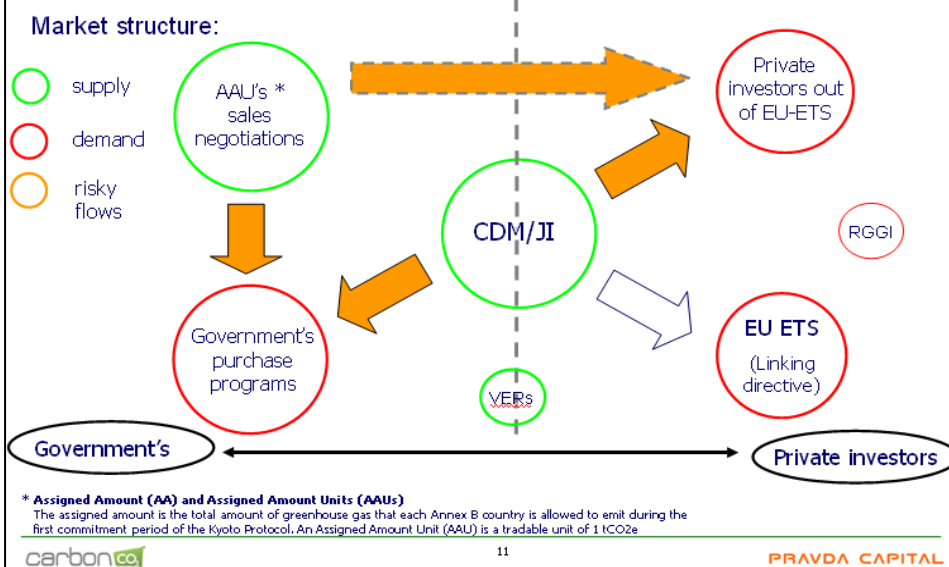 Market structure:
supply
demand
risky
flows
AAU's *
sales
negotiations
Private
investors out
of EU-ETS
CDM/JI
RGGI
Government's
purchase
programs
VERs
EU ETS
(Linking
directive)
Government's
Private investors
* Assigned Amount (AA) and Assigned Amount Units (AAUs)
The assigned amount is the total amount of greenhouse gas that each Annex B country is allowed to emit during the
first commitment period of the Kyoto Protocol. An Assigned Amount Unit (AAU) is a tradable unit of 1 tCO2e
carbon co2
11
PRAVDA CAPITAL